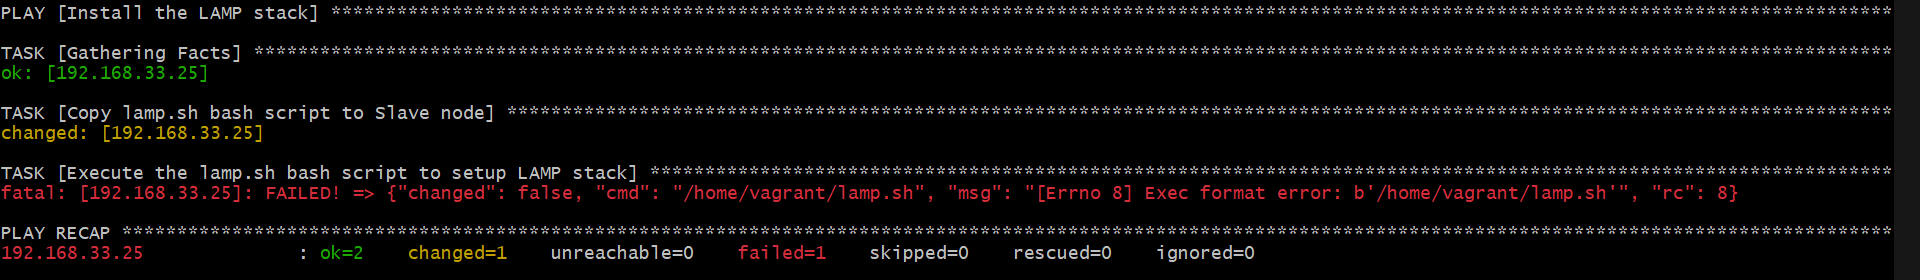 PLAY [Install the LAMP stack] **********************************************************************************************************************************************
TASK [Gathering Facts] *****************************************************************************************************************************************************
ok: [192.168.33.25]
TASK [Copy lamp.sh bash script to Slave node] ******************************************************************************************************************************
changed: [192.168.33.25]
TASK [Execute the lamp.sh bash script to setup LAMP stack] *****************************************************************************************************************
fatal: [192.168.33.25]: FAILED! => {"changed": false, "cmd": "/home/vagrant/lamp.sh", "msg": "[Errno 8] Exec format error: b'/home/vagrant/lamp.sh'", "rc": 8}
PLAY RECAP *****************************************************************************************************************************************************************
192.168.33.25              : ok=2    changed=1    unreachable=0    failed=1    skipped=0    rescued=0    ignored=0